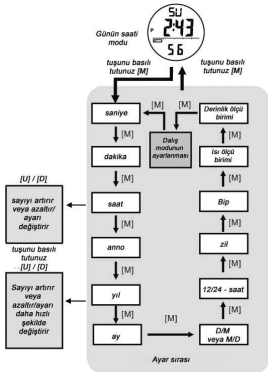 SU
Günün saati
modu
P 2:43
56
tuşunu basılı
tutunuz [M]
tuşunu basılı
tutunuz [M]
saniye
[M]
[M]
Derinlik ölçü
birimi
Dalış
modunun
ayarlanması
[M]
[M]
dakika
Isı ölçü
birimi
[M]
[M]
[U] / [D]
sayıyı artırır
veya azaltır/
ayarı
değiştirir
saat
Bip
[M]
[M]
tuşunu basılı
tutunuz
[U] / [D]
anno
zil
[M]
[M]
Sayıyı artırır
veya
azaltır/ayarı
daha hızlı
şekilde
değiştirir
yıl
12/24 - saat
[M]
[M]
[M]
ay
D/M
veya M/D
Ayar sırası